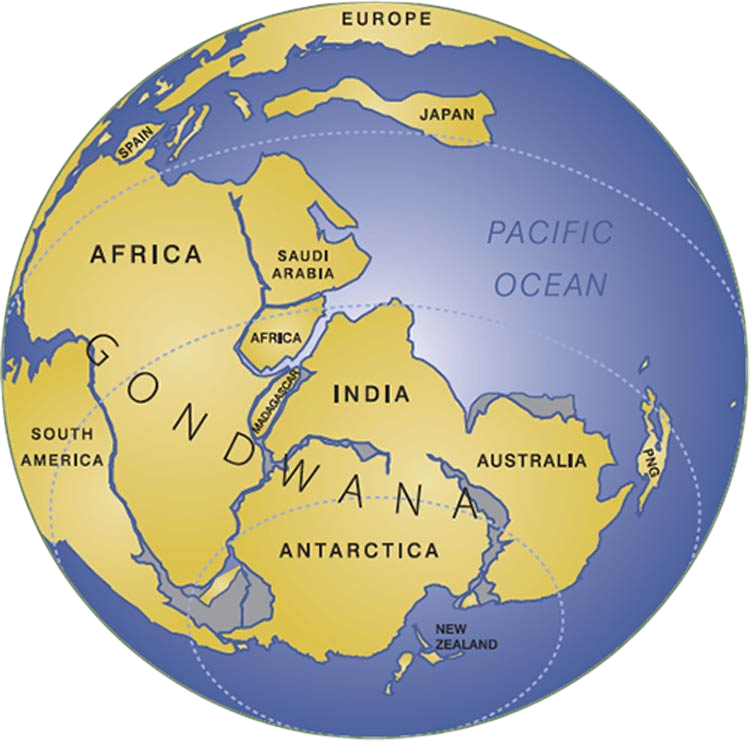 EUROPE
JAPAN
SPAIN
AFRICA
SAUDI
ARABIA
PACIFIC
OCEAN
AFRICA
GONDWANA
MADAGASCAR
INDIA
SOUTH
AMERICA
AUSTRALIA
PNG
ANTARCTICA
NEW
ZEALAND